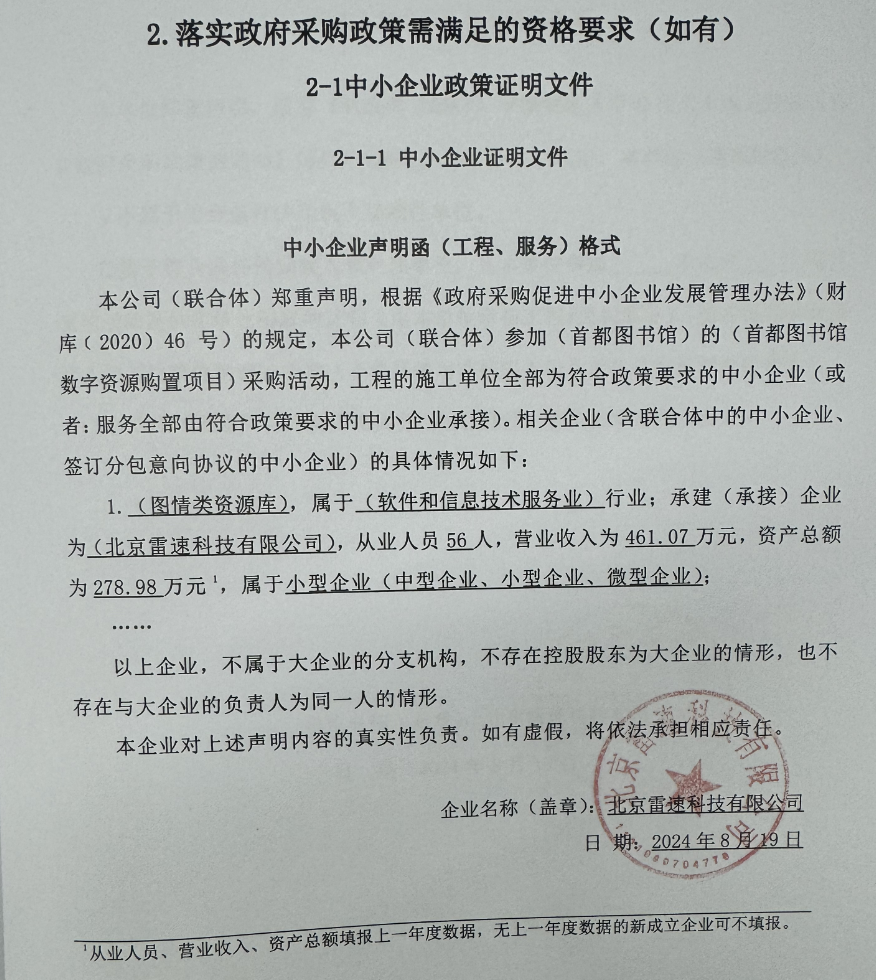 2.落实政府采购政策需满足的资格要求（如有）
2-1中小企业政策证明文件
2-1-1 中小企业证明文件
中小企业声明函（工程、服务）格式
本公司（联合体）郑重声明，根据《政府采购促进中小企业发展管理办法》（财
库﹝2020）46 号）的规定，本公司（联合体）参加（首都图书馆）的（首都图书馆
数字资源购置项目）采购活动，工程的施工单位全部为符合政策要求的中小企业（或
者：服务全部由符合政策要求的中小企业承接）。相关企业（含联合体中的中小企业、
签订分包意向协议的中小企业）的具体情况如下：
1. （图情类资源库），属于（软件和信息技术服务业）行业；承建（承接）企业
为（北京雷速科技有限公司），从业人员 56 人，营业收入为 461.07 万元，资产总额
为 278.98 万元¹，属于小型企业（中型企业、小型企业、微型企业）；
……
以上企业，不属于大企业的分支机构，不存在控股股东为大企业的情形，也不
存在与大企业的负责人为同一人的情形。
本企业对上述声明内容的真实性负责。如有虚假，将依法承担相应责任。
北京雷速科技有限公司
企业名称（盖章）：北京雷速科技有限公司
日 期：2024 年 8 月 19 日
¹从业人员、营业收入、资产总额填报上一年度数据，无上一年度数据的新成立企业可不填报。